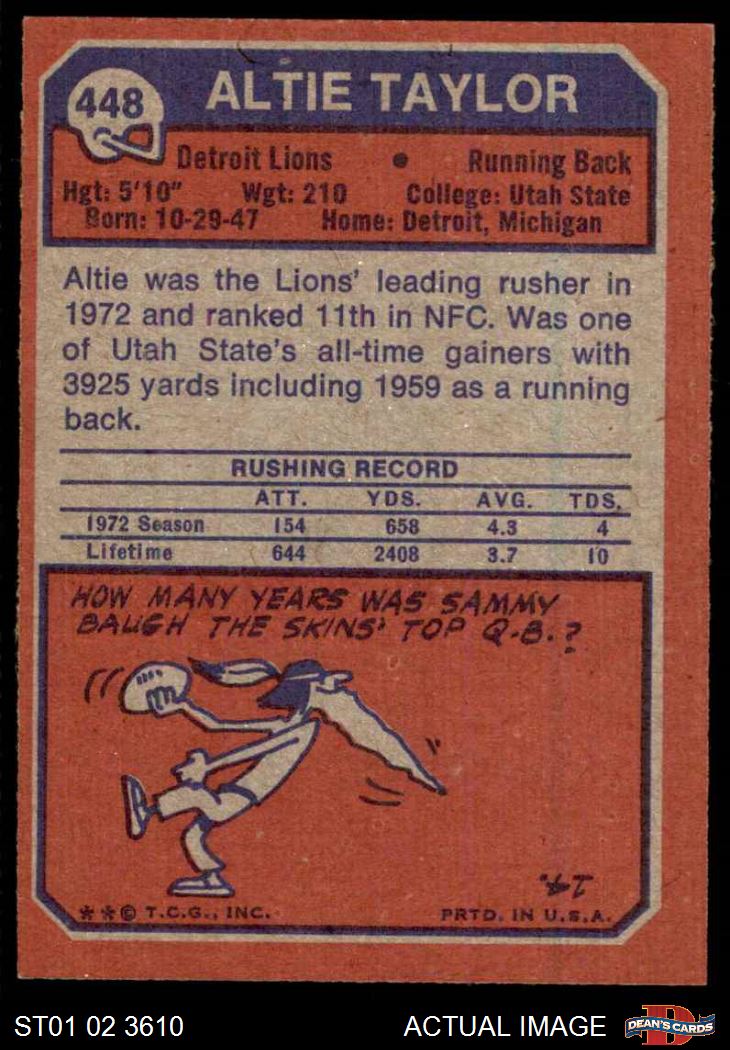 448
ALTIE TAYLOR
Detroit Lions • Running Back
Hgt: 5'10" Wgt: 210 College: Utah State
Born: 10-29-47 Home: Detroit, Michigan
Altie was the Lions' leading rusher in
1972 and ranked 11th in NFC. Was one
of Utah State's all-time gainers with
3925 yards including 1959 as a running
back.
RUSHING RECORD
ATT. YDS. AVG. TDS.
1972 Season 154 658 4.3 4
Lifetime 644 2408 3.7 10
HOW MANY YEARS WAS SAMMY
BAUGH THE SKINS' TOP Q.B.?
14.
**© T.C.G., INC. PRTD. IN U.S.A.
ST01 02 3610 ACTUAL IMAGE
D
DEAN'S CARDS